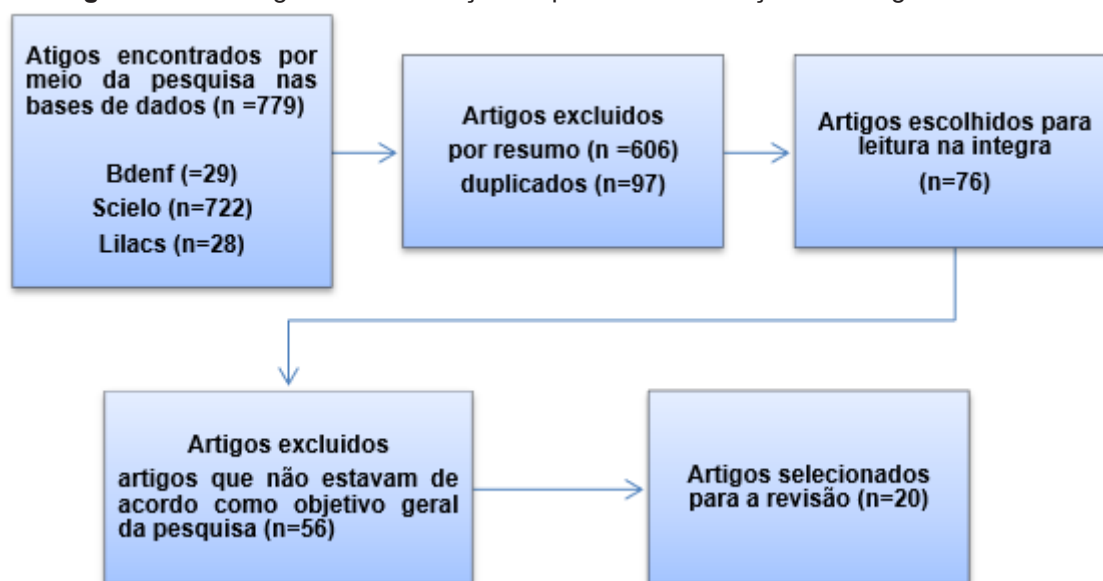 Atigos encontrados por
meio da pesquisa nas
bases de dados (n =779)
Bdenf (=29)
Scielo (n=722)
Lilacs (n=28)
Artigos excluidos
por resumo (n =606)
duplicados (n=97)
Artigos escolhidos para
leitura na integra
(n=76)
Artigos excluidos
artigos que não estavam de
acordo como objetivo geral
da pesquisa (n=56)
Artigos selecionados
para a revisão (n=20)